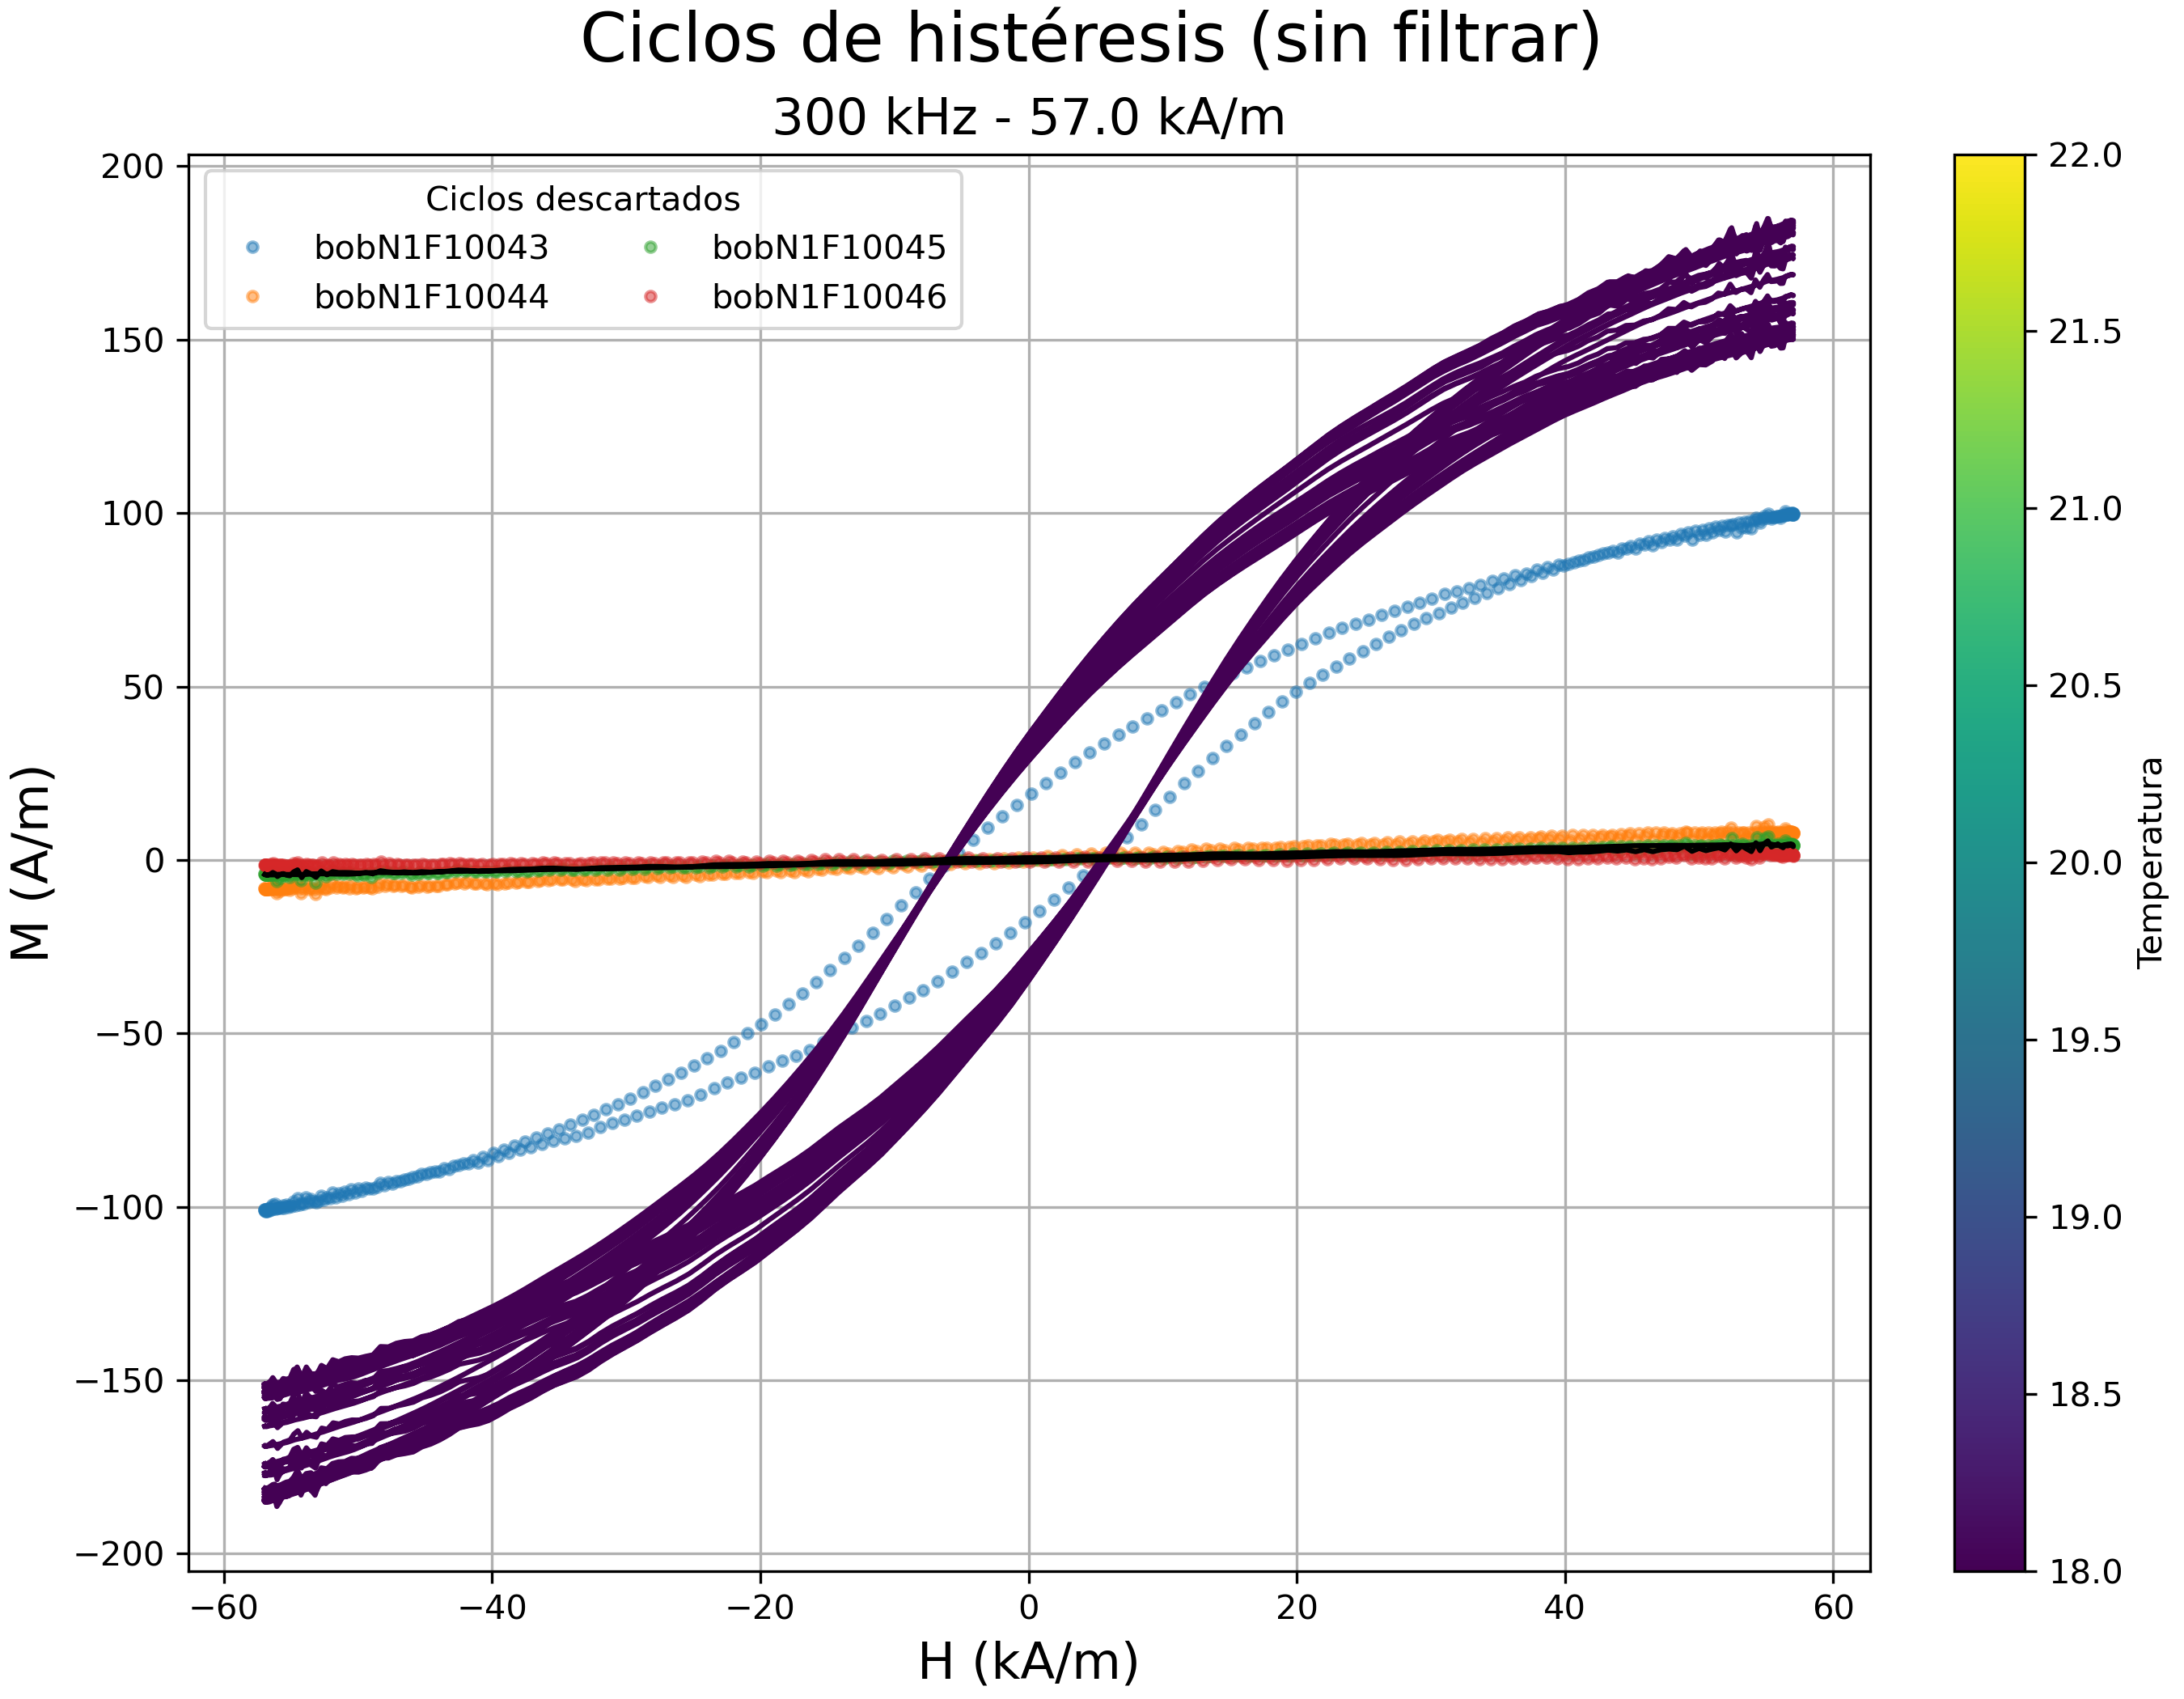 Ciclos de histéresis (sin filtrar)
300 kHz - 57.0 kA/m
Ciclos descartados
bobN1F10043 bobN1F10045
bobN1F10044 bobN1F10046
200
150
100
50
0
−50
−100
−150
−200
M (A/m)
−60 −40 −20 0 20 40 60
H (kA/m)
22.0
21.5
21.0
20.5
20.0
19.5
19.0
18.5
18.0
Temperatura